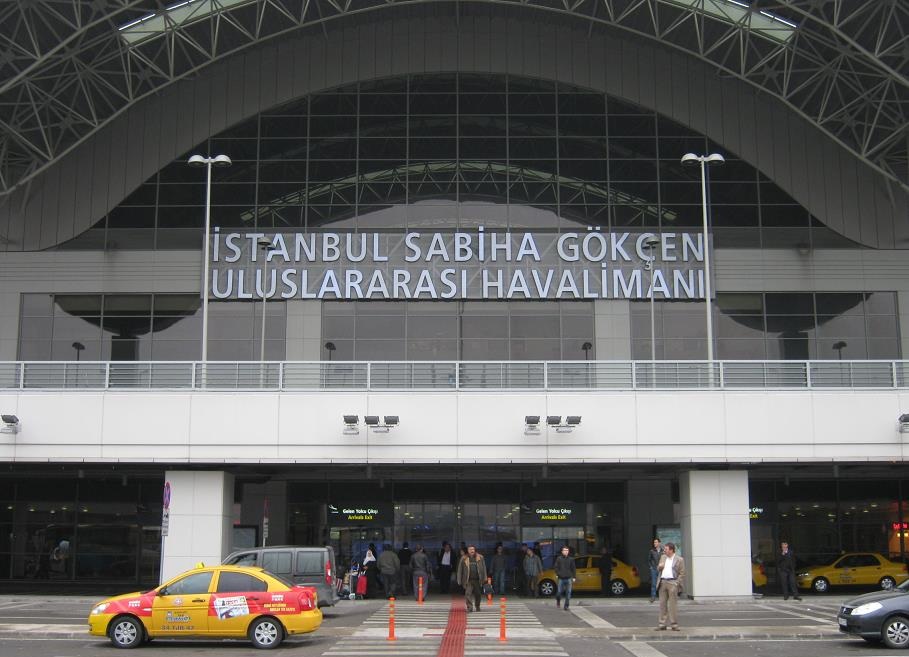 İSTANBUL SABİHA GÖKÇEN
ULUSLARARASI HAVALİMANI
Gelen Yolcu Çıkışı
Arrivals Exit
Gelen Yolcu Çıkışı
Arrivals Exit